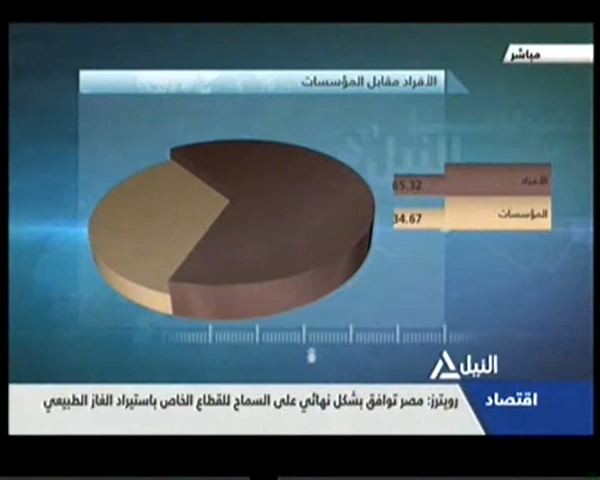 مباشر
الأفراد مقابل المؤسسات
65.32 الأفراد
34.67 المؤسسات
النيل
اقتصاد
رويترز: مصر توافق بشكل نهائي على السماح للقطاع الخاص باستيراد الغاز الطبيعي